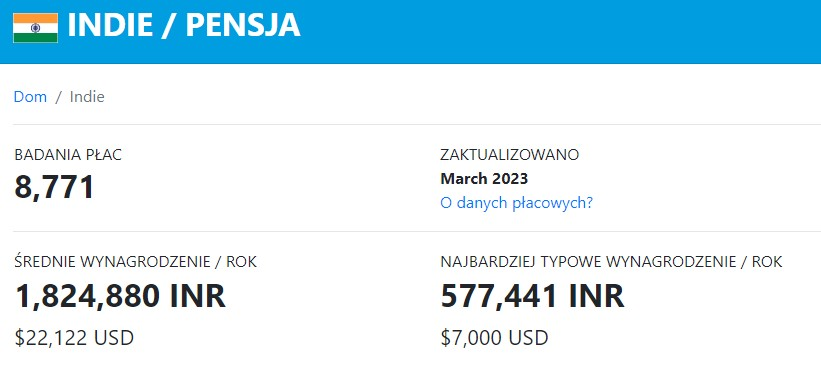 INDIE / PENSJA
Dom / Indie
BADANIA PŁAC
8,771
ZAKTUALIZOWANO
March 2023
O danych płacowych?
ŚREDNIE WYNAGRODZENIE / ROK
1,824,880 INR
$22,122 USD
NAJBARDZIEJ TYPOWE WYNAGRODZENIE / ROK
577,441 INR
$7,000 USD